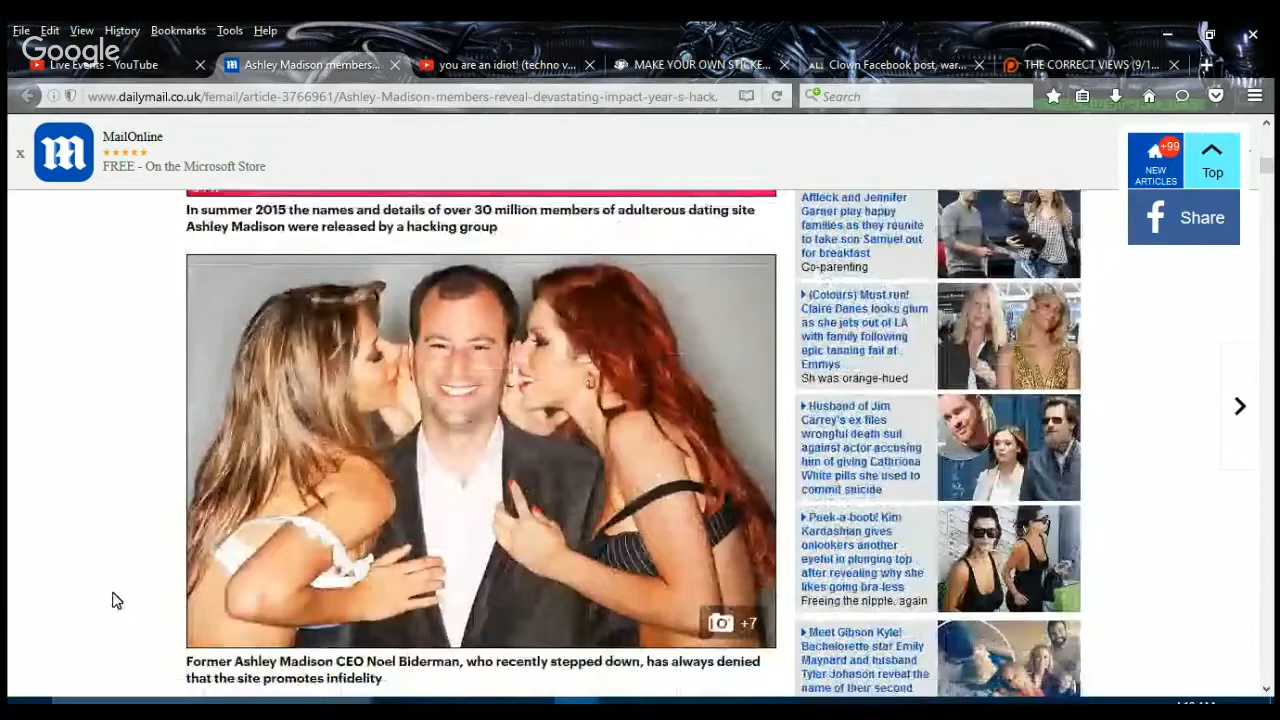 File Edit View History Bookmarks Tools Help
Google
Live Events - YouTube
Ashley Madison members...
you are an idiot! (techno v...
MAKE YOUR OWN STICKE...
Clown Facebook post, war...
THE CORRECT VIEWS (9/1...
www.dailymail.co.uk/femail/article-3766961/Ashley-Madison-members-reveal-devastating-impact-year-s-hack.
Search
x
MailOnline
FREE - On the Microsoft Store
+99
NEW
ARTICLES
Top
Share
In summer 2015 the names and details of over 30 million members of adulterous dating site
Ashley Madison were released by a hacking group
+7
Former Ashley Madison CEO Noel Biderman, who recently stepped down, has always denied
that the site promotes infidelity
Affleck and Jennifer
Garner play happy
families as they reunite
to take son Samuel out
for breakfast
Co-parenting
(Colours) Must run!
Claire Danes looks glum
as she jets out of LA
with family following
epic tanning fail at
Emmys
Sh was orange-hued
Husband of Jim
Carrey's ex files
wrongful death suit
against actor accusing
him of giving Cathriona
White pills she used to
commit suicide
Peek-a-boob! Kim
Kardashian gives
onlookers another
eyeful in plunging top
after revealing why she
likes going bra-less
Freeing the nipple, again
Meet Gibson Kyle!
Bachelorette star Emily
Maynard and husband
Tyler Johnson reveal the
name of their second